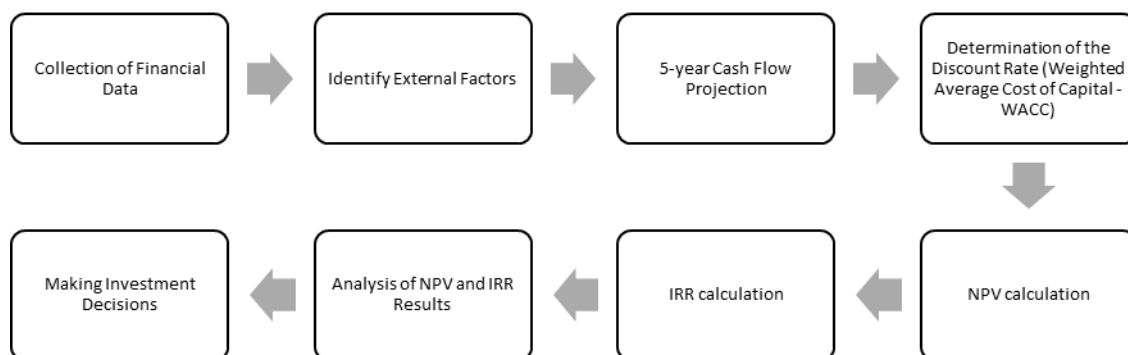 Collection of Financial
Data
Identify External Factors
5-year Cash Flow
Projection
Determination of the
Discount Rate (Weighted
Average Cost of Capital -
WACC)
NPV calculation
IRR calculation
Analysis of NPV and IRR
Results
Making Investment
Decisions